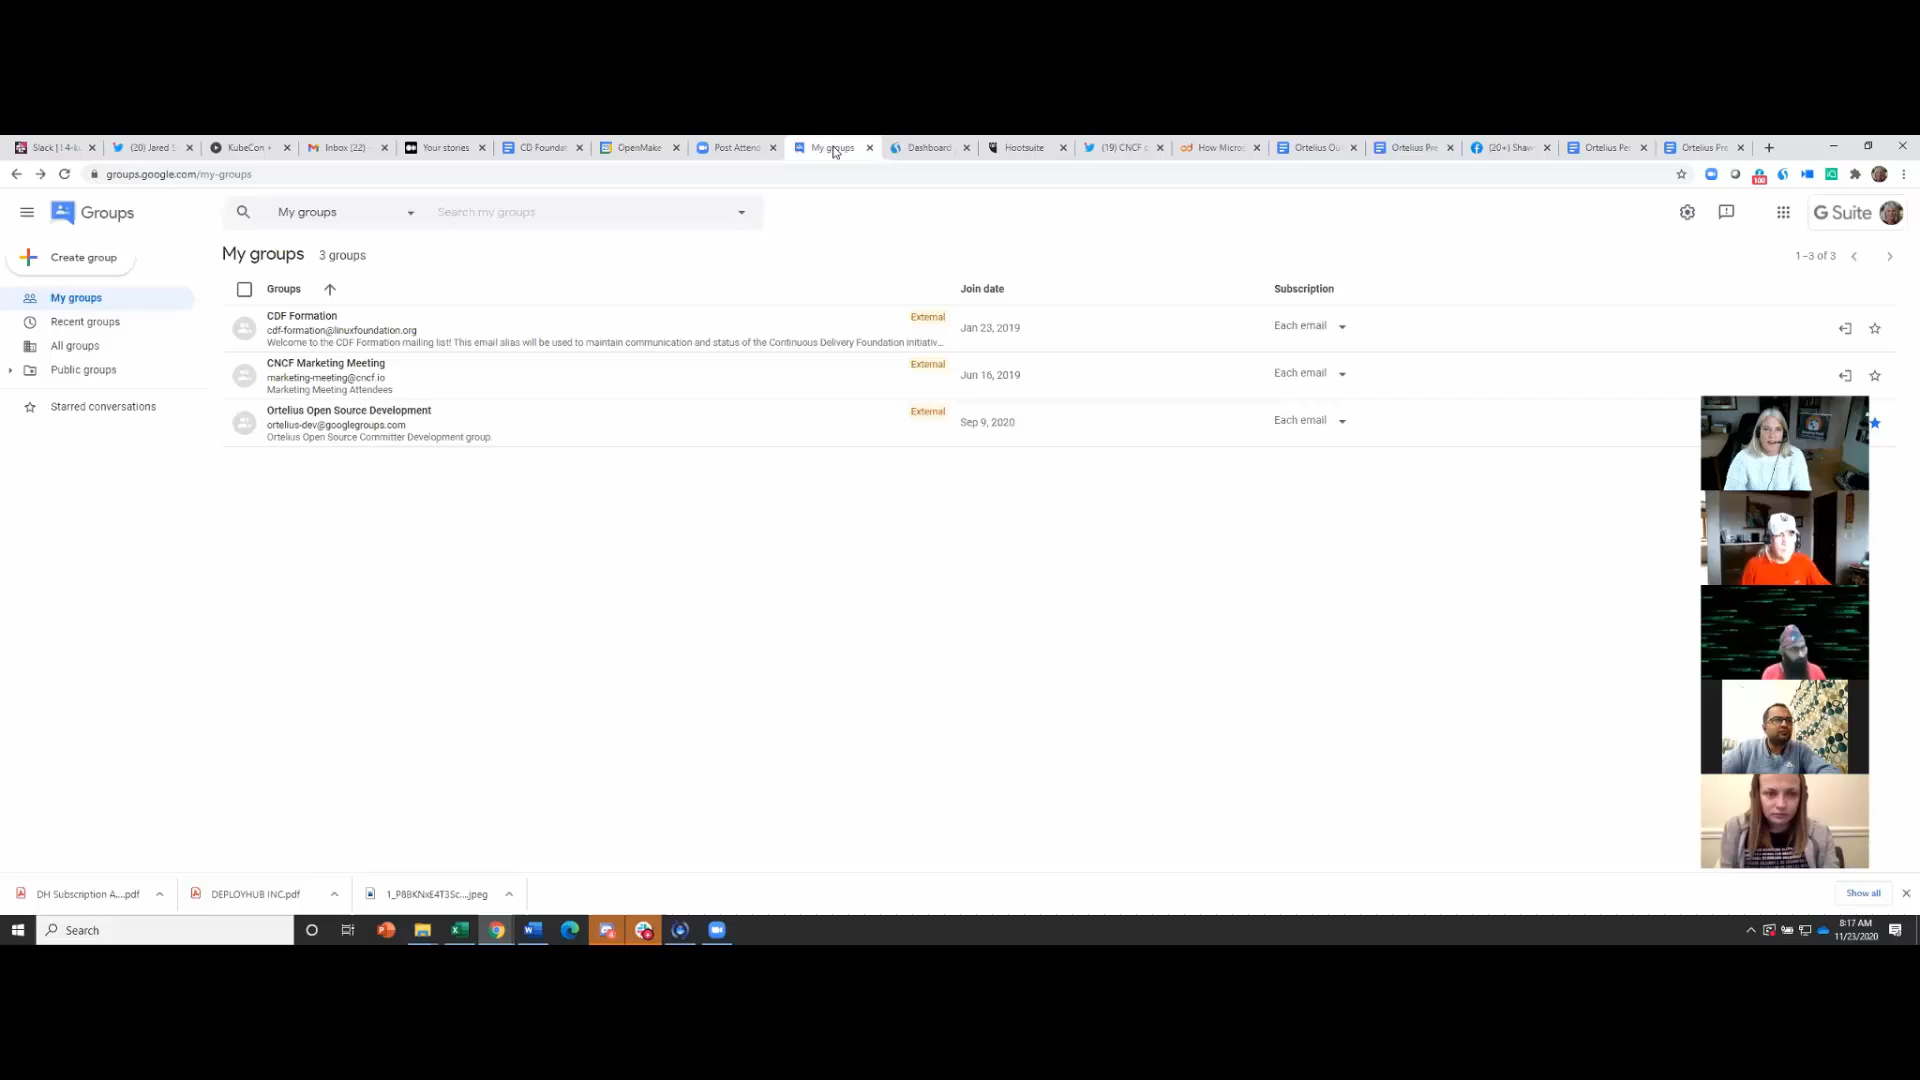 Slack | 4-k
(20) Jared S
KubeCon +
Inbox (22) -
Your stories
CD Foundat
OpenMake
Post Attend
My groups
Dashboard
Hootsuite
(19) CNCF
How Micro
Ortelius Ou
Ortelius Pre
(20+) Shaw
Ortelius Pe
Ortelius Pre
groups.google.com/my-groups
100
Groups
My groups
Search my groups
G Suite
Create group
My groups 3 groups
1–3 of 3
Groups
Join date
Subscription
My groups
Recent groups
All groups
Public groups
Starred conversations
CDF Formation
cdf-formation@linuxfoundation.org
Welcome to the CDF Formation mailing list! This email alias will be used to maintain communication and status of the Continuous Delivery Foundation initiativ...
External
Jan 23, 2019
Each email
CNCF Marketing Meeting
marketing-meeting@cncf.io
Marketing Meeting Attendees
External
Jun 16, 2019
Each email
Ortelius Open Source Development
ortelius-dev@googlegroups.com
Ortelius Open Source Committer Development group.
External
Sep 9, 2020
Each email
DH Subscription A....pdf
DEPLOYHUB INC.pdf
1_P8BKNxE4T3Sc...jpeg
Show all
Search
8:17 AM
11/23/2020